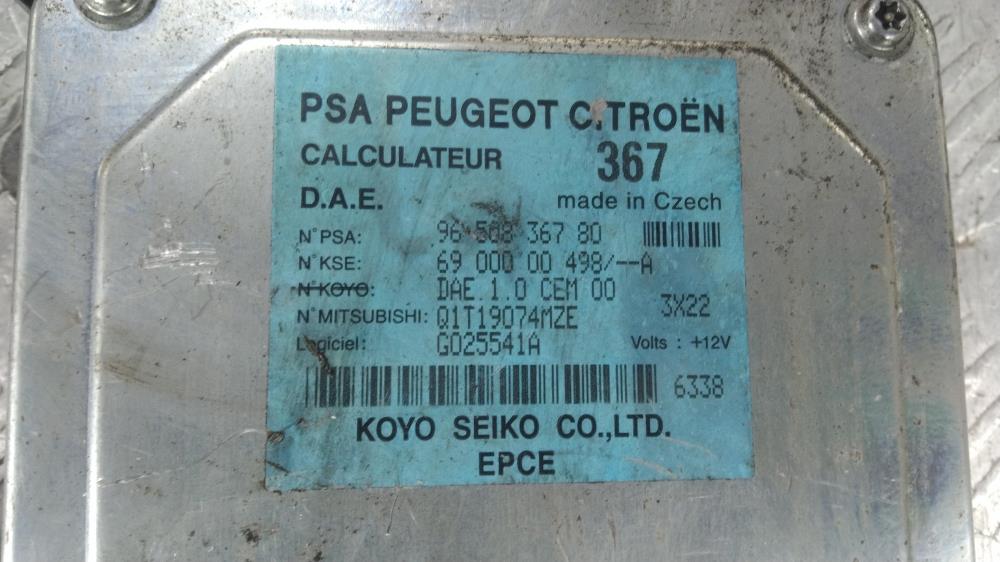 PSA PEUGEOT CITROËN
CALCULATEUR 367
D.A.E. made in Czech
N°PSA: 96 508 367 80
N°KSE: 69 000 00 498/--A
N°KOYO: DAE 1.0 CEM 00
N°MITSUBISHI: Q1T19074MZE 3X22
Logiciel: G025541A Volts : +12V
6338
KOYO SEIKO CO.,LTD.
EPCE